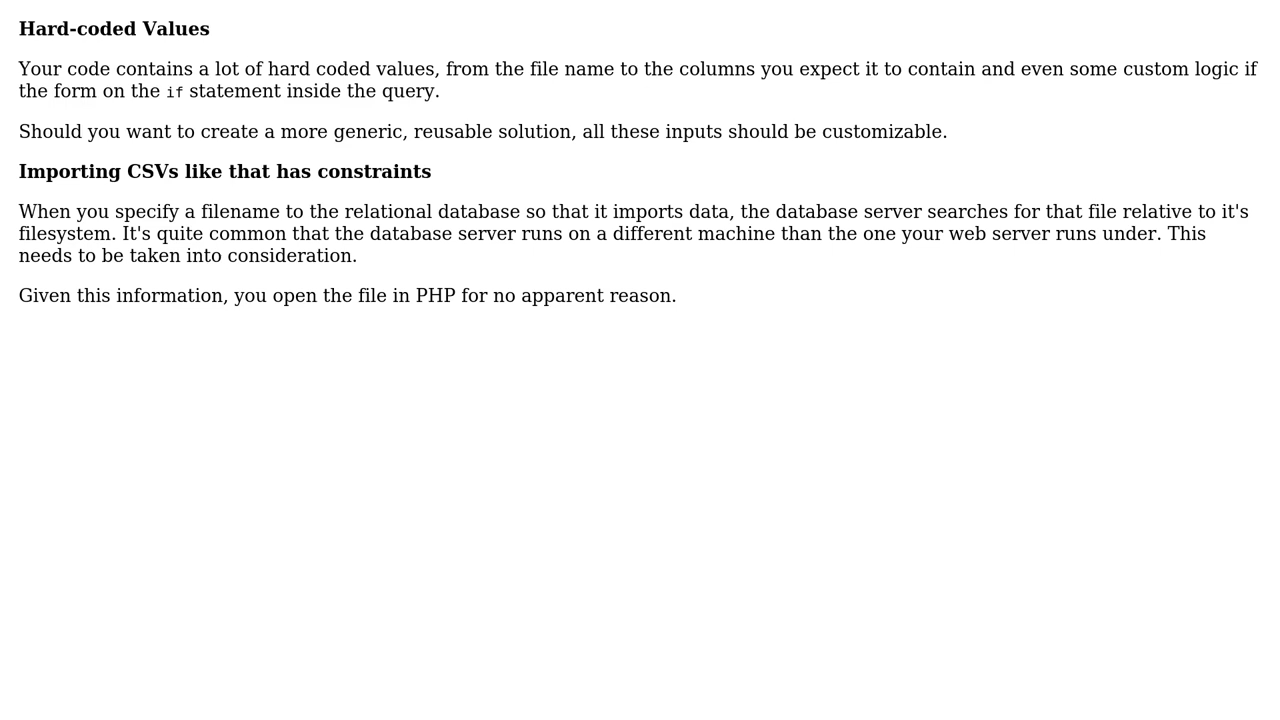 Hard-coded Values
Your code contains a lot of hard coded values, from the file name to the columns you expect it to contain and even some custom logic if
the form on the if statement inside the query.
Should you want to create a more generic, reusable solution, all these inputs should be customizable.
Importing CSVs like that has constraints
When you specify a filename to the relational database so that it imports data, the database server searches for that file relative to it's
filesystem. It's quite common that the database server runs on a different machine than the one your web server runs under. This
needs to be taken into consideration.
Given this information, you open the file in PHP for no apparent reason.